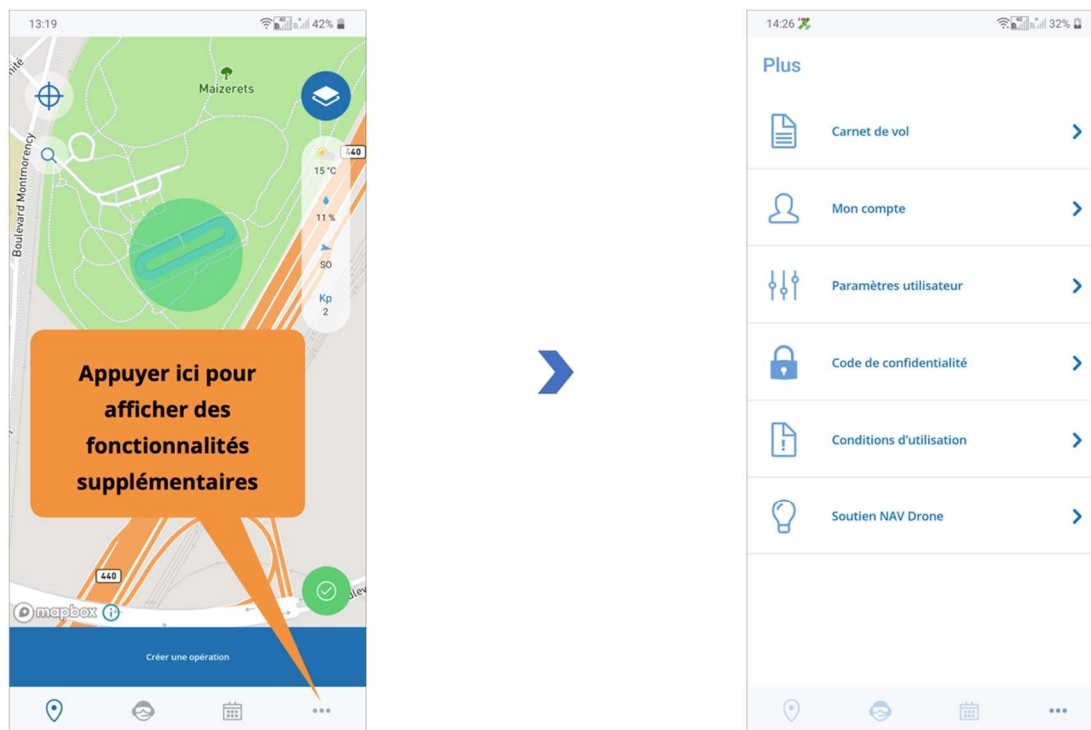 13:19
42%
mité
Maizerets
Boulevard Montmorency
440
15 °C
11 %
SO
Kp
2
Appuyer ici pour
afficher des
fonctionnalités
supplémentaires
440
mapbox
Créer une opération
14:26
32%
Plus
Carnet de vol
Mon compte
Paramètres utilisateur
Code de confidentialité
Conditions d'utilisation
Soutien NAV Drone